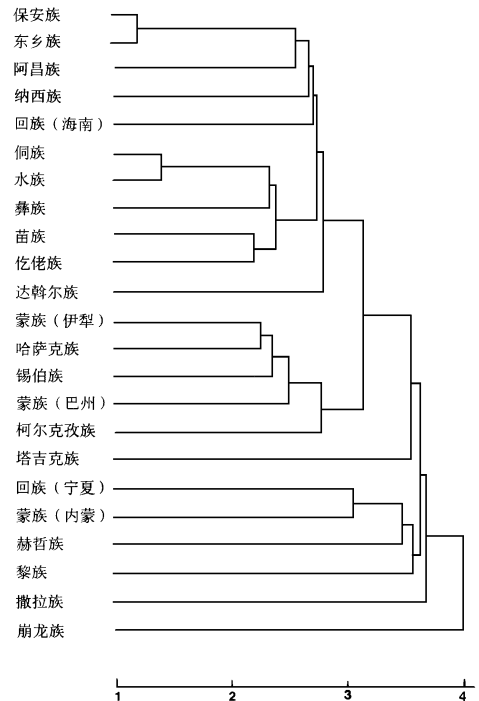 保安族
东乡族
阿昌族
纳西族
回族（海南）
侗族
水族
彝族
苗族
仡佬族
达斡尔族
蒙族（伊犁）
哈萨克族
锡伯族
蒙族（巴州）
柯尔克孜族
塔吉克族
回族（宁夏）
蒙族（内蒙）
赫哲族
黎族
撒拉族
崩龙族
1 2 3 4